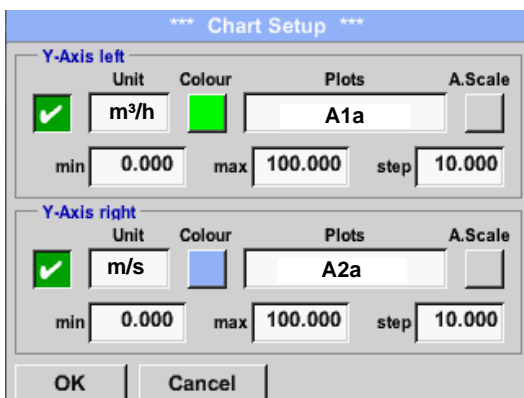 *** Chart Setup ***
Y-Axis left
Unit Colour Plots A.Scale
m³/h A1a
min 0.000 max 100.000 step 10.000
Y-Axis right
Unit Colour Plots A.Scale
m/s A2a
min 0.000 max 100.000 step 10.000
OK Cancel